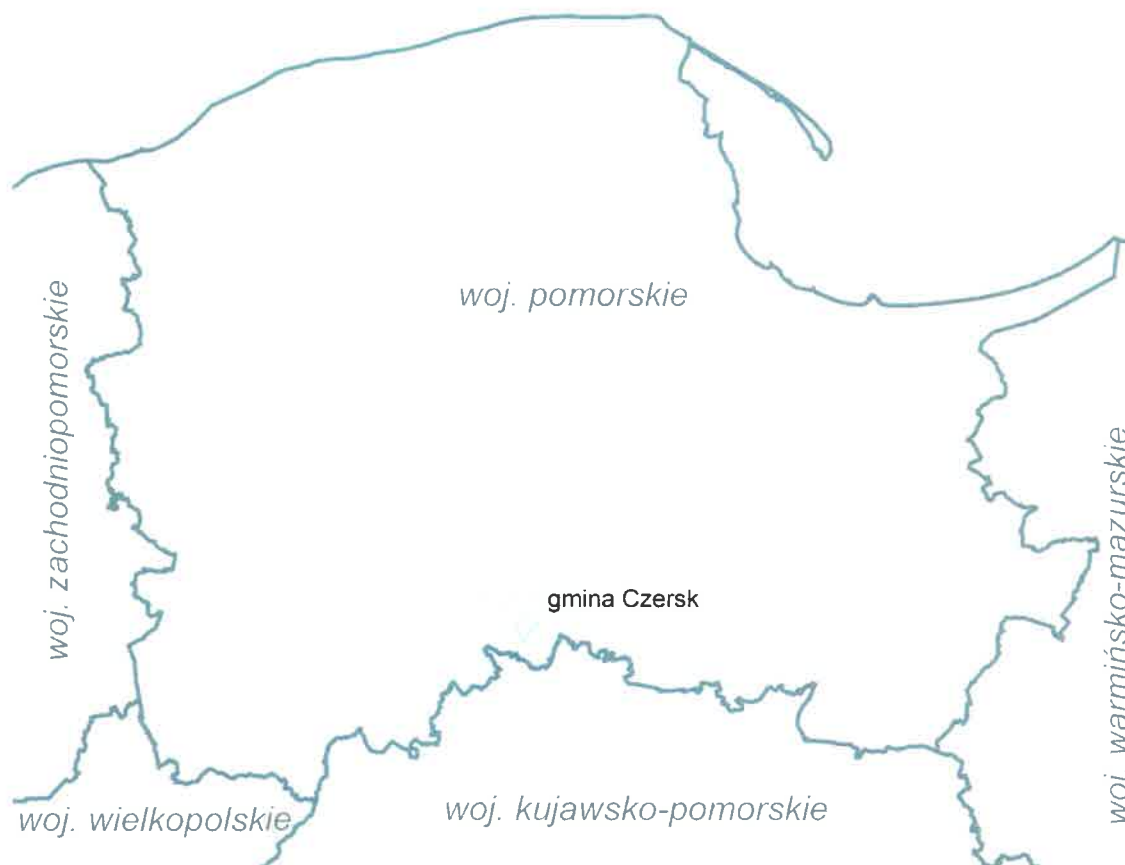 woj. pomorskie
woj. zachodniopomorskie
woj. warmińsko-mazurskie
gmina Czersk
woj. wielkopolskie
woj. kujawsko-pomorskie